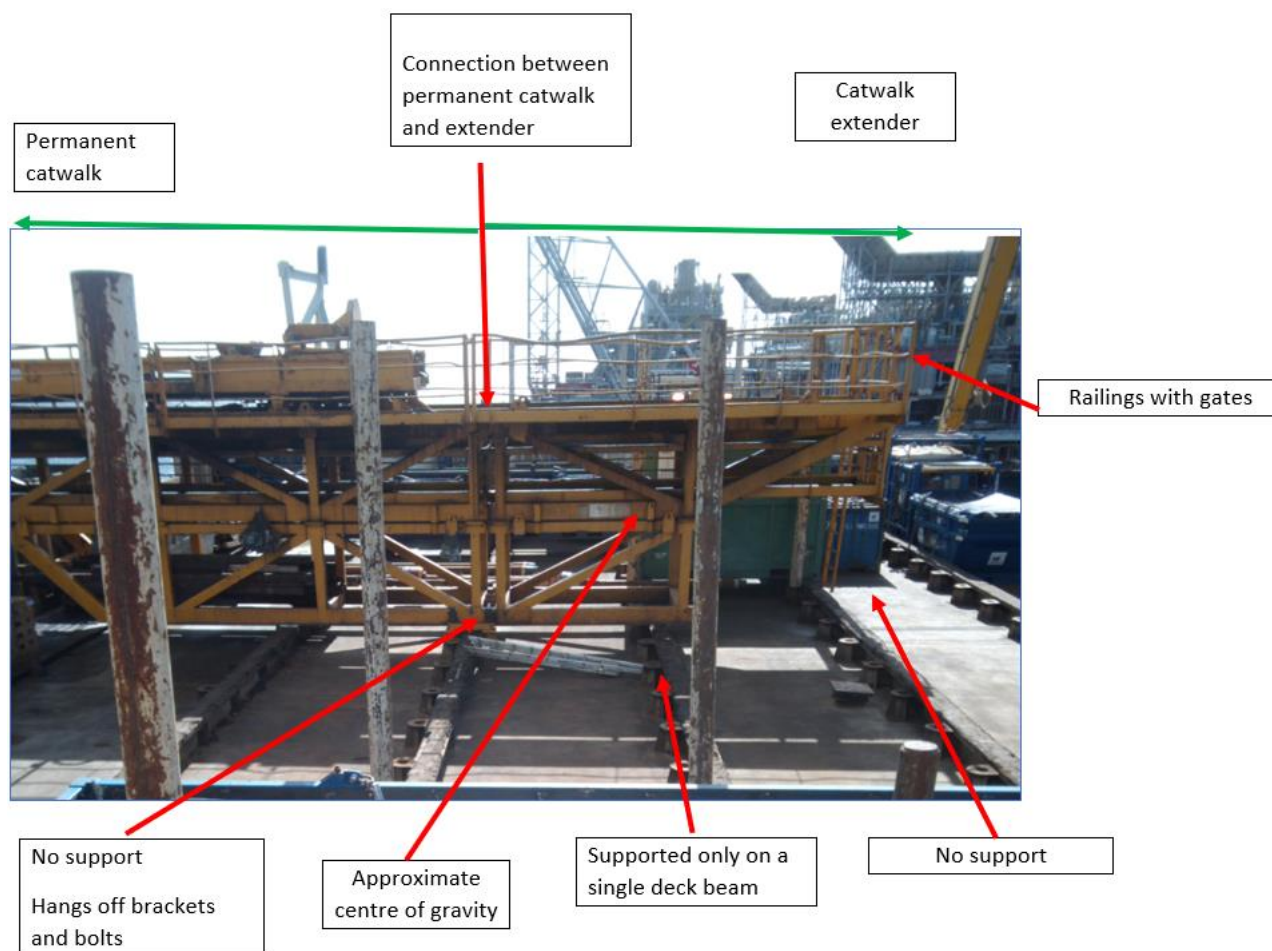 Connection between
permanent catwalk
and extender
Catwalk
extender
Permanent
catwalk
Railings with gates
No support
Hangs off brackets
and bolts
Approximate
centre of gravity
Supported only on a
single deck beam
No support